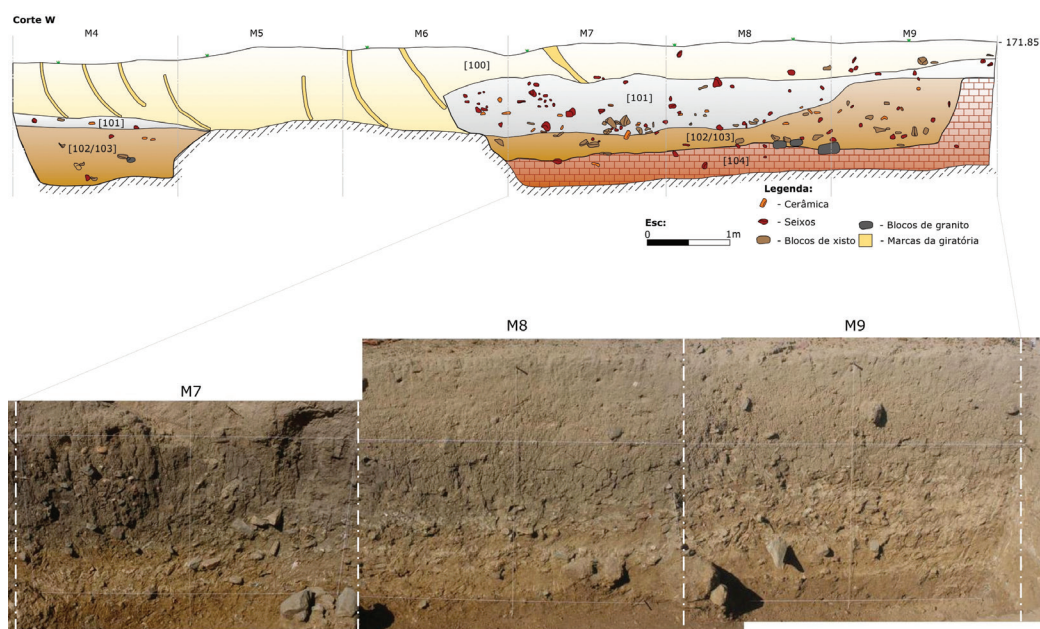 Corte W
M4 M5 M6 M7 M8 M9
171.85
[100]
[101]
[101]
[102/103]
[102/103]
[104]
Legenda:
- Cerâmica
- Seixos
- Blocos de xisto
- Blocos de granito
- Marcas da giratória
Esc:
0 1m
M7
M8
M9